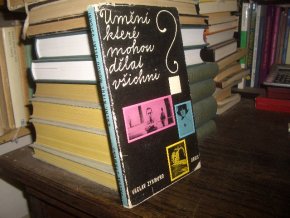 Umění
které
mohou
dělat
všichni
?
VÁCLAV ZYKMUND